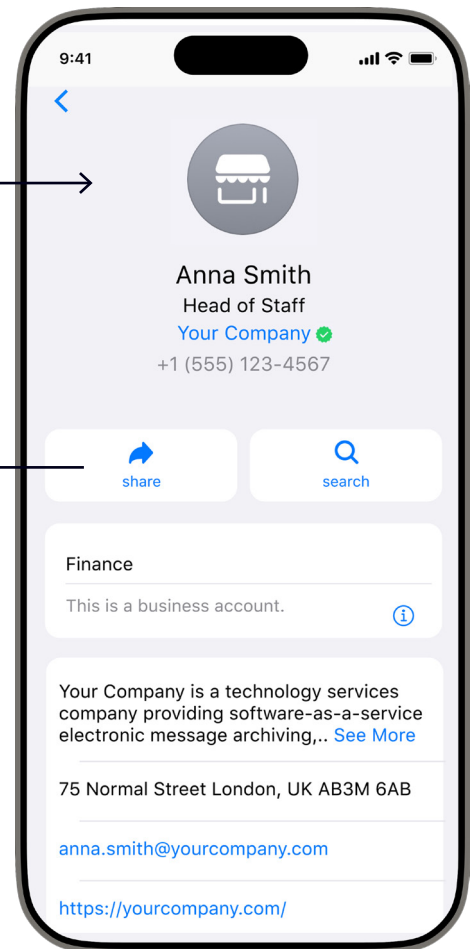 9:41
Anna Smith
Head of Staff
Your Company
+1 (555) 123-4567
share
search
Finance
This is a business account.
Your Company is a technology services
company providing software-as-a-service
electronic message archiving,.. See More
75 Normal Street London, UK AB3M 6AB
anna.smith@yourcompany.com
https://yourcompany.com/